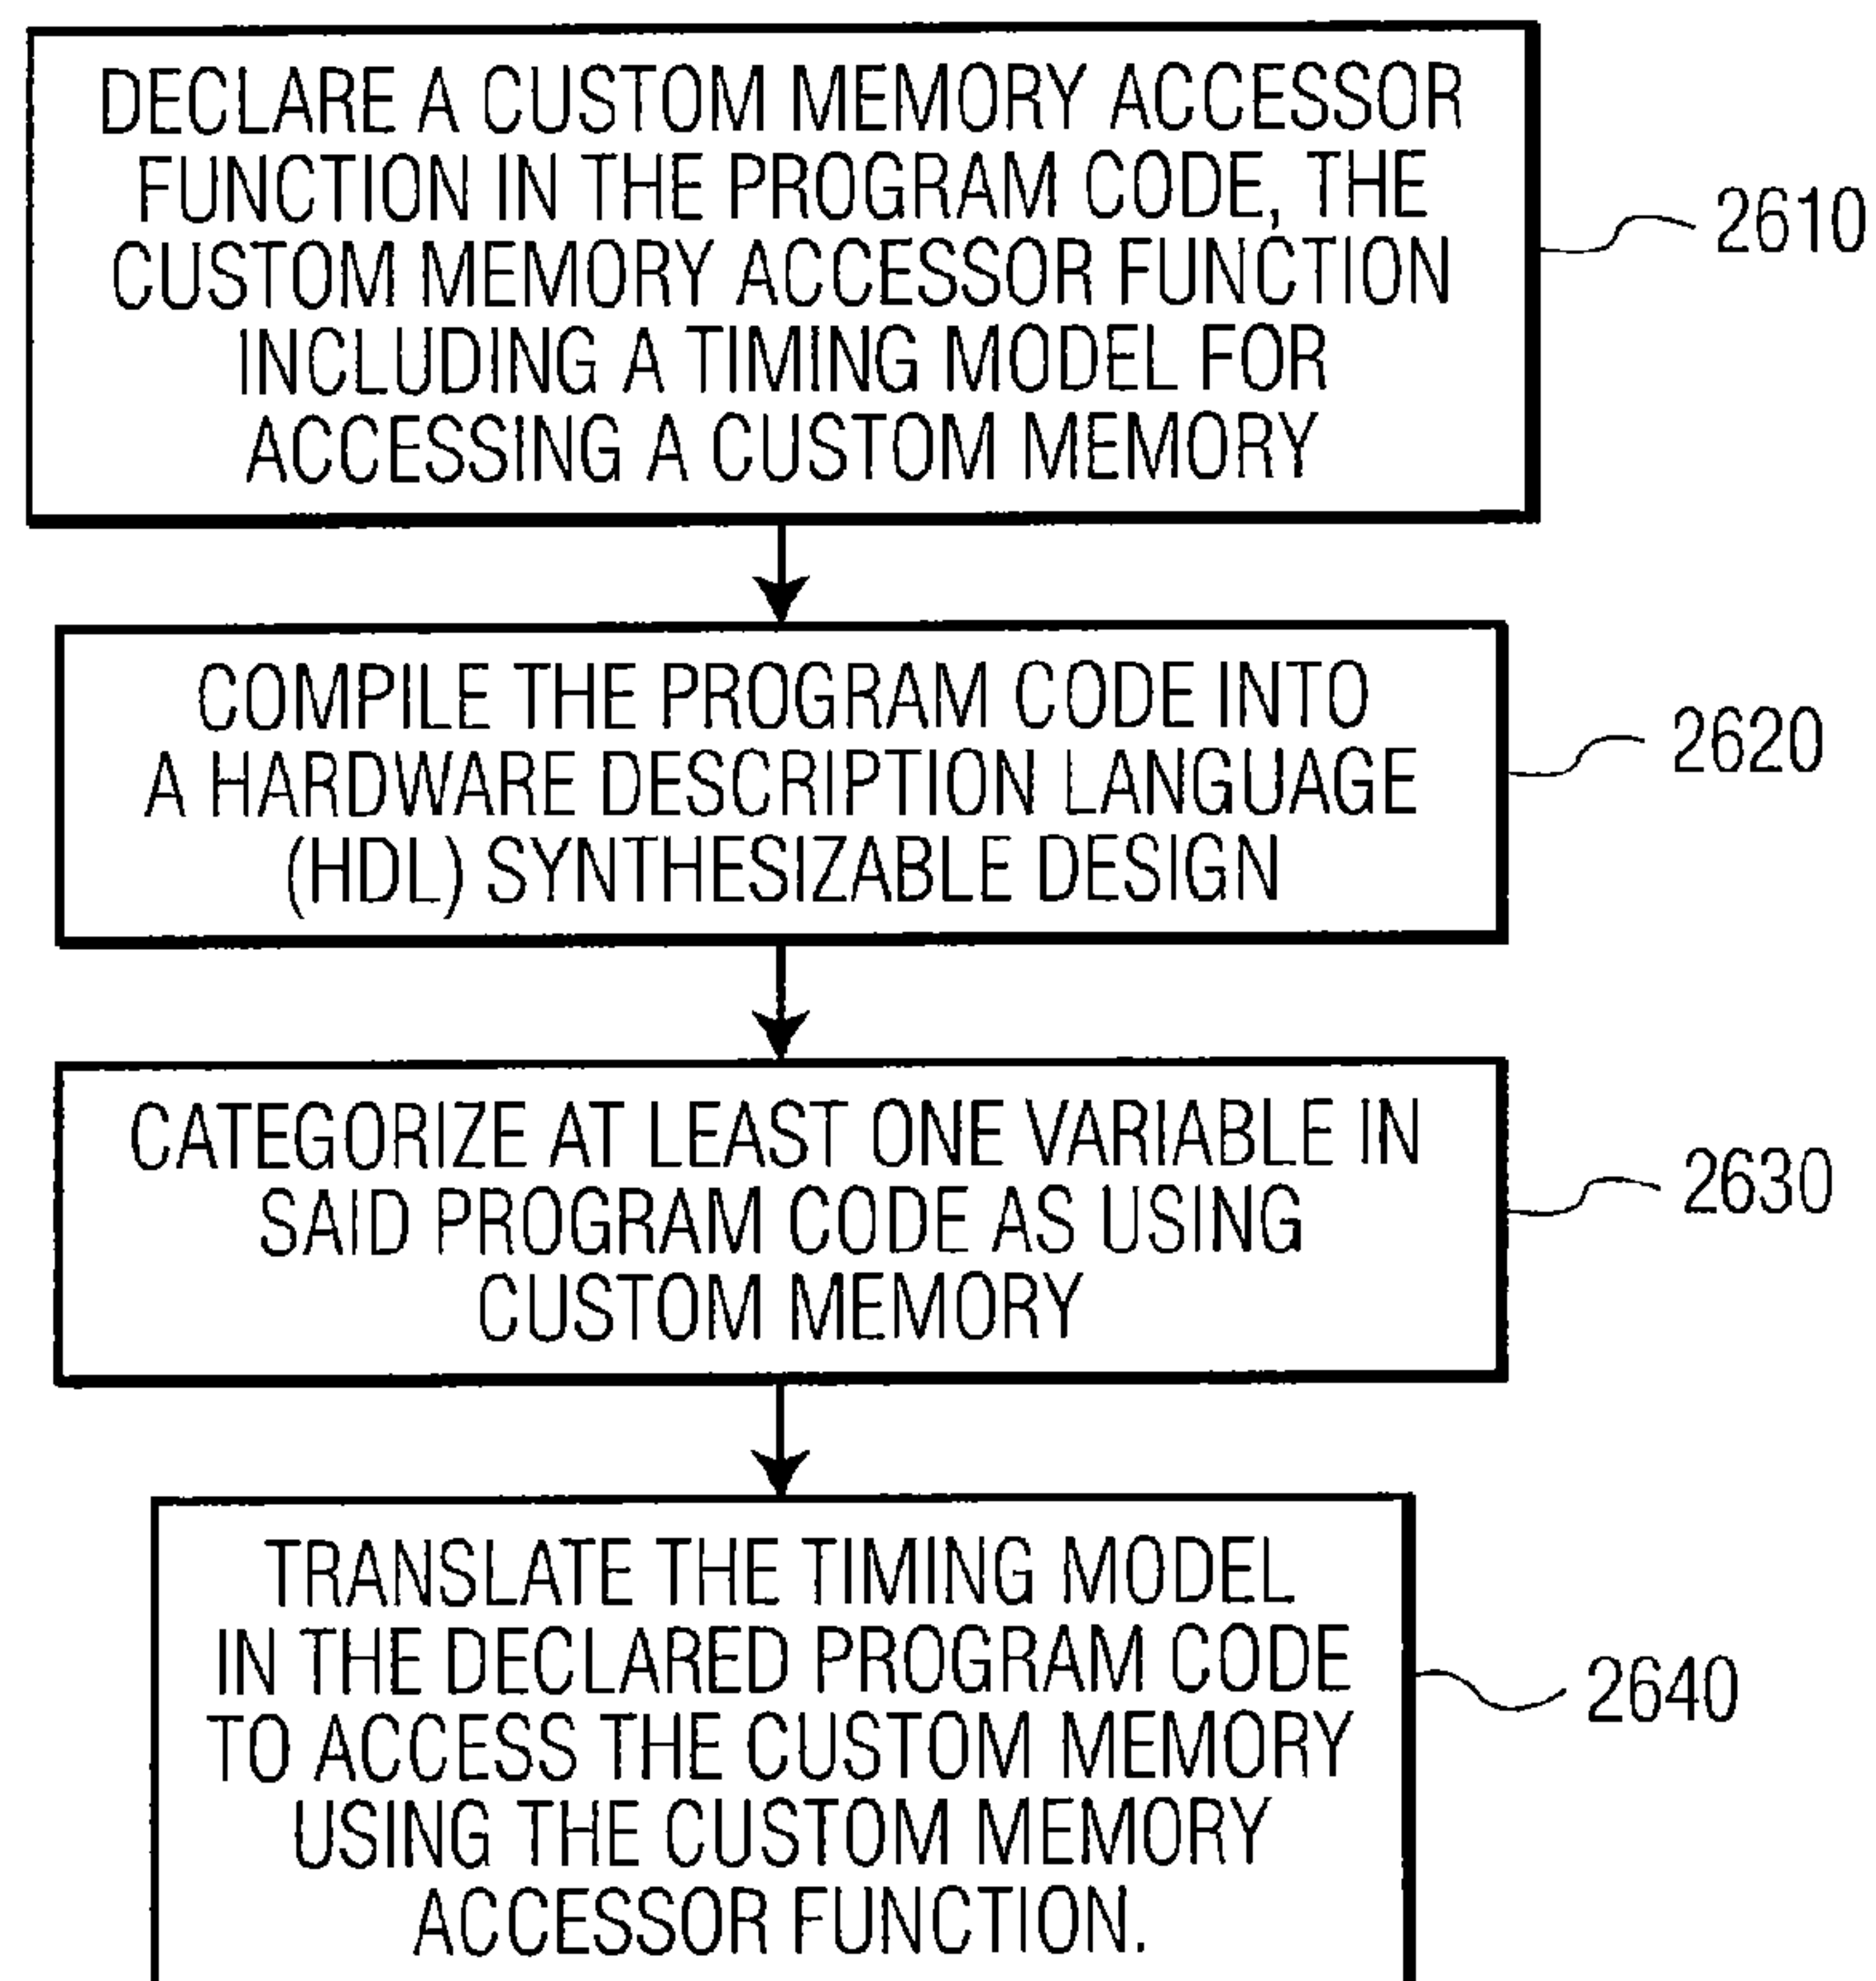 DECLARE A CUSTOM MEMORY ACCESSOR
FUNCTION IN THE PROGRAM CODE, THE
CUSTOM MEMORY ACCESSOR FUNCTION
INCLUDING A TIMING MODEL FOR
ACCESSING A CUSTOM MEMORY
2610
COMPILE THE PROGRAM CODE INTO
A HARDWARE DESCRIPTION LANGUAGE
(HDL) SYNTHESIZABLE DESIGN
2620
CATEGORIZE AT LEAST ONE VARIABLE IN
SAID PROGRAM CODE AS USING
CUSTOM MEMORY
2630
TRANSLATE THE TIMING MODEL
IN THE DECLARED PROGRAM CODE
TO ACCESS THE CUSTOM MEMORY
USING THE CUSTOM MEMORY
ACCESSOR FUNCTION.
2640